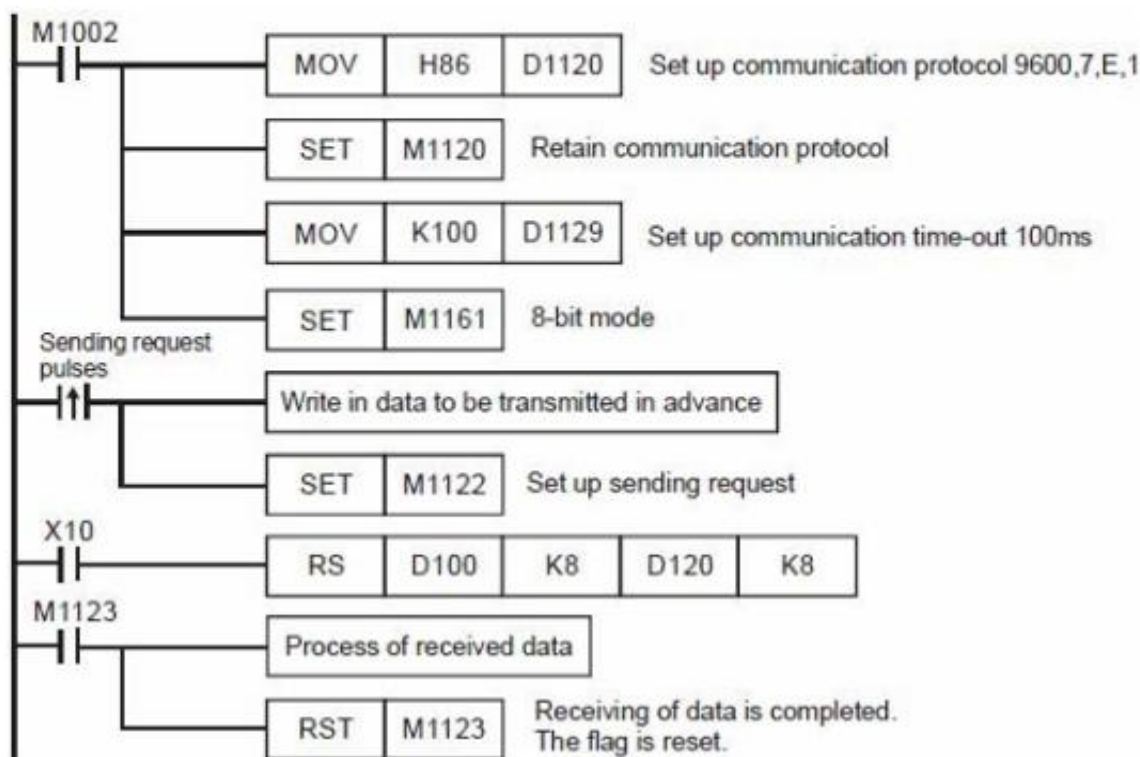 M1002
MOV H86 D1120 Set up communication protocol 9600,7,E,1
SET M1120 Retain communication protocol
MOV K100 D1129 Set up communication time-out 100ms
SET M1161 8-bit mode
Sending request
pulses
Write in data to be transmitted in advance
SET M1122 Set up sending request
X10
RS D100 K8 D120 K8
M1123
Process of received data
RST M1123 Receiving of data is completed.
The flag is reset.